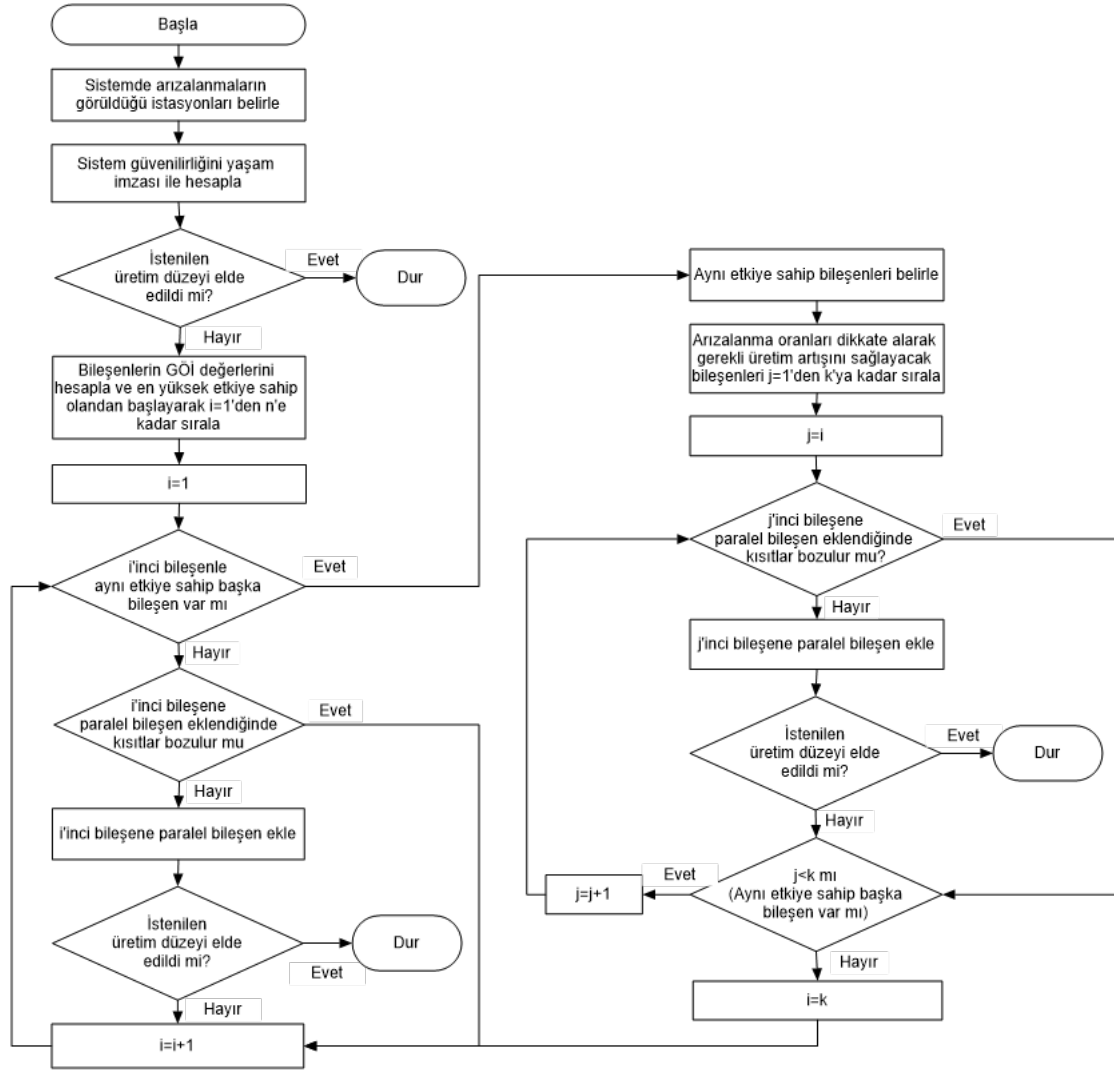 Başla
Sistemde arızalanmaların
görüldüğü istasyonları belirle
Sistem güvenilirliğini yaşam
imzası ile hesapla
İstenilen
üretim düzeyi elde
edildi mi?
Evet
Dur
Hayır
Bileşenlerin GÖİ değerlerini
hesapla ve en yüksek etkiye sahip
olandan başlayarak i=1'den n'e
kadar sırala
i=1
i'inci bileşenle
aynı etkiye sahip başka
bileşen var mı
Evet
Hayır
i'inci bileşene
paralel bileşen eklendiğinde
kısıtlar bozulur mu
Evet
Hayır
i'inci bileşene paralel bileşen ekle
İstenilen
üretim düzeyi elde
edildi mi?
Evet
Dur
Hayır
i=i+1
Aynı etkiye sahip bileşenleri belirle
Arızalanma oranları dikkate alarak
gerekli üretim artışını sağlayacak
bileşenleri j=1'den k'ya kadar sırala
j=i
j'inci bileşene
paralel bileşen eklendiğinde
kısıtlar bozulur mu?
Evet
Hayır
j'inci bileşene paralel bileşen ekle
İstenilen
üretim düzeyi elde
edildi mi?
Evet
Dur
Hayır
j<k mı
(Aynı etkiye sahip başka
bileşen var mı)
Evet
j=j+1
Hayır
i=k